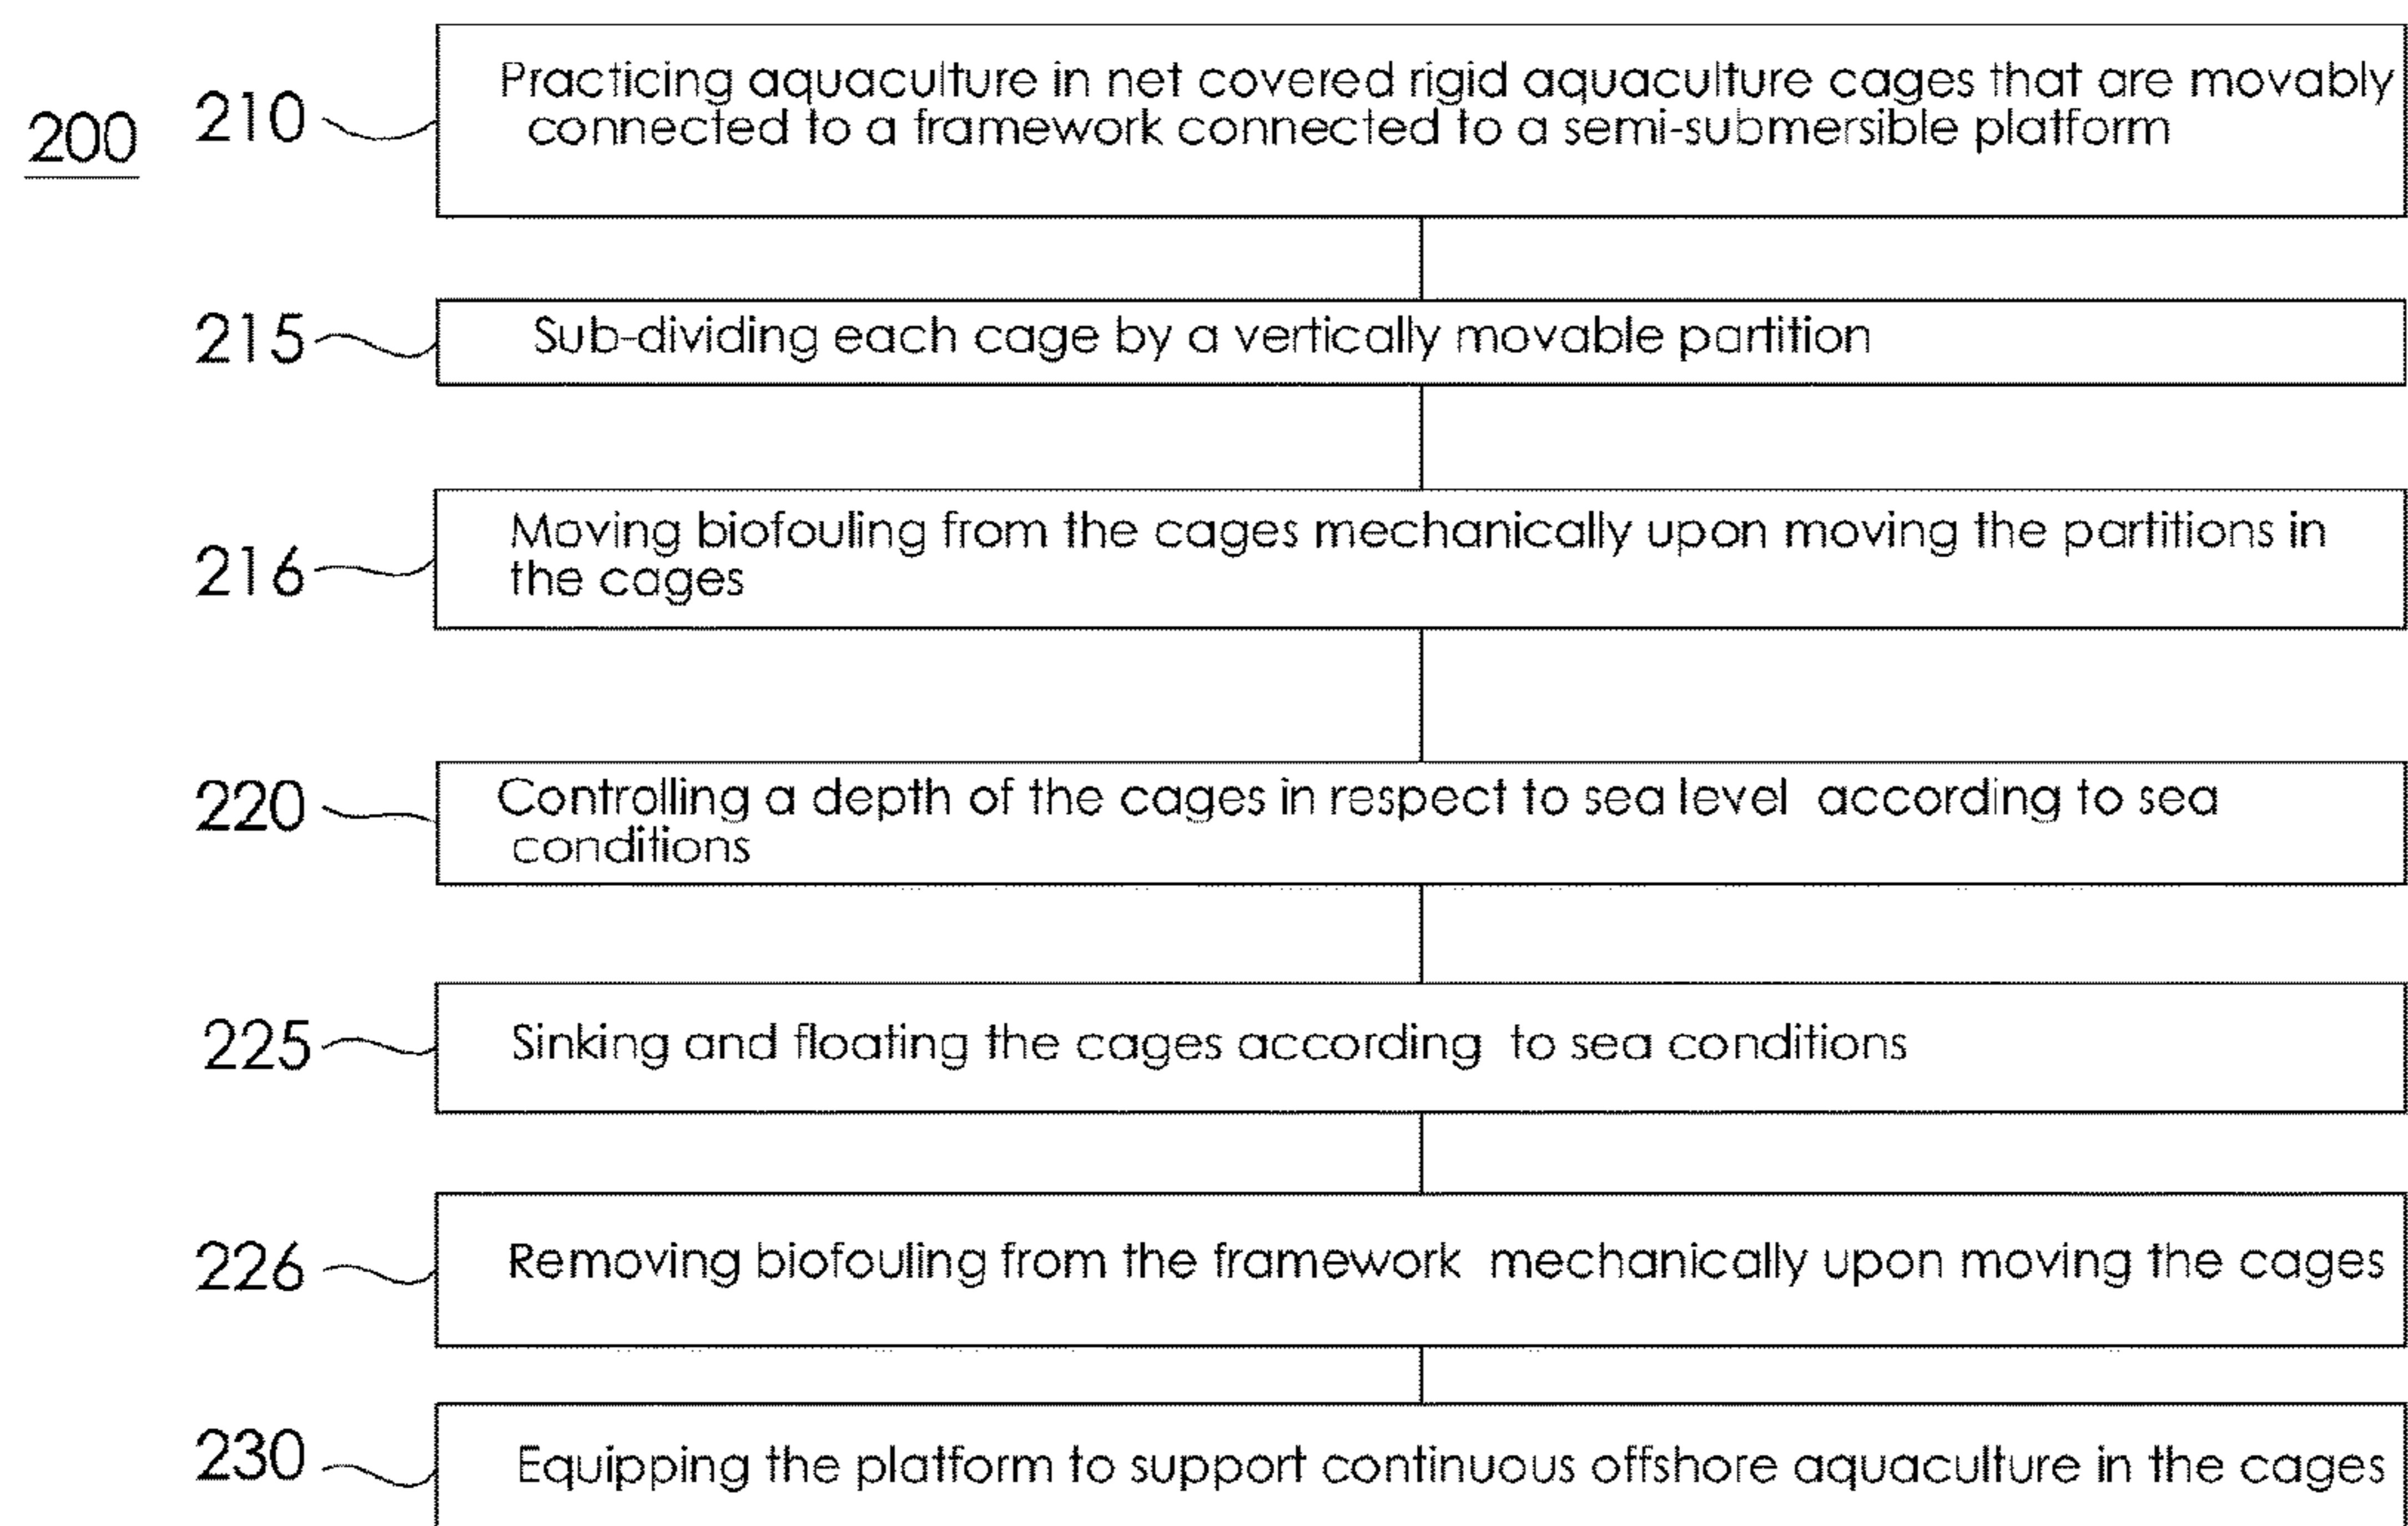 200
210
Practicing aquaculture in net covered rigid aquaculture cages that are movably
connected to a framework connected to a semi-submersible platform
215
Sub-dividing each cage by a vertically movable partition
216
Moving biofouling from the cages mechanically upon moving the partitions in
the cages
220
Controlling a depth of the cages in respect to sea level according to sea
conditions
225
Sinking and floating the cages according to sea conditions
226
Removing biofouling from the framework mechanically upon moving the cages
230
Equipping the platform to support continuous offshore aquaculture in the cages